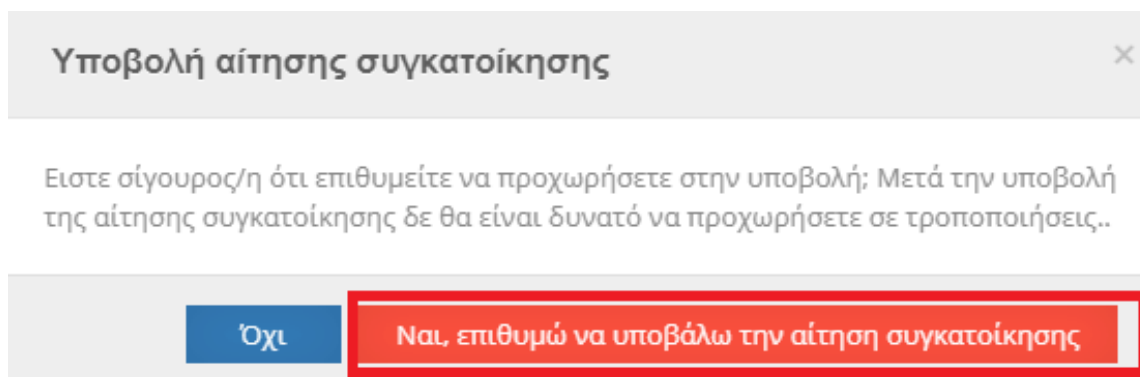 Υποβολή αίτησης συγκατοίκησης
×
Ειστε σίγουρος/η ότι επιθυμείτε να προχωρήσετε στην υποβολή; Μετά την υποβολή
της αίτησης συγκατοίκησης δε θα είναι δυνατό να προχωρήσετε σε τροποποιήσεις..
Όχι
Ναι, επιθυμώ να υποβάλω την αίτηση συγκατοίκησης